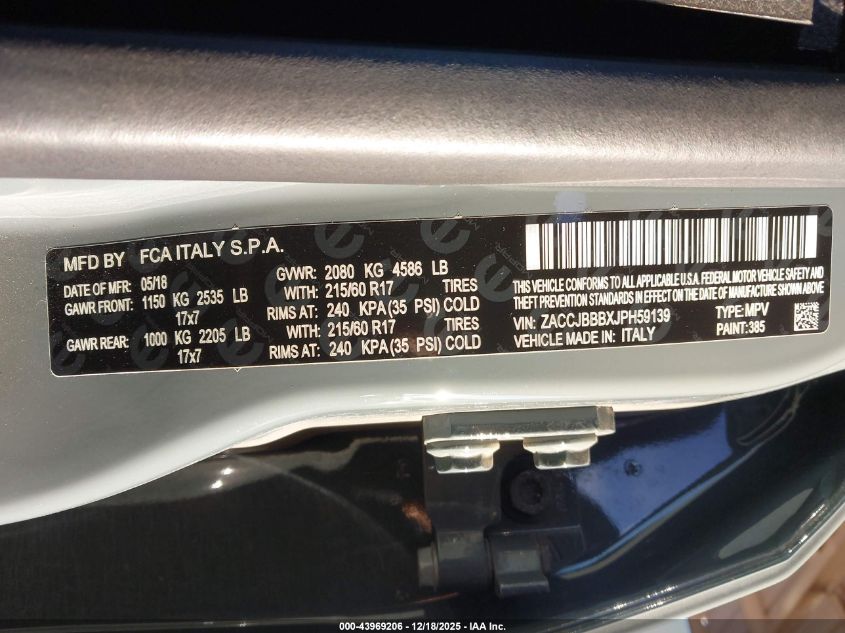 MFD BY FCA ITALY S.P.A.
DATE OF MFR: 05/18 GVWR: 2080 KG 4586 LB
GAWR FRONT: 1150 KG 2535 LB WITH: 215/60 R17 TIRES
17x7 RIMS AT: 240 KPA (35 PSI) COLD
GAWR REAR: 1000 KG 2205 LB WITH: 215/60 R17 TIRES
17x7 RIMS AT: 240 KPA (35 PSI) COLD
THIS VEHICLE CONFORMS TO ALL APPLICABLE U.S.A. FEDERAL MOTOR VEHICLE SAFETY AND
THEFT PREVENTION STANDARDS IN EFFECT ON THE DATE OF MANUFACTURE SHOWN ABOVE.
VIN: ZACCJBBBXJPH59139 TYPE: MPV
VEHICLE MADE IN: ITALY PAINT: 385
000-43969206 - 12/18/2025 - IAA Inc.